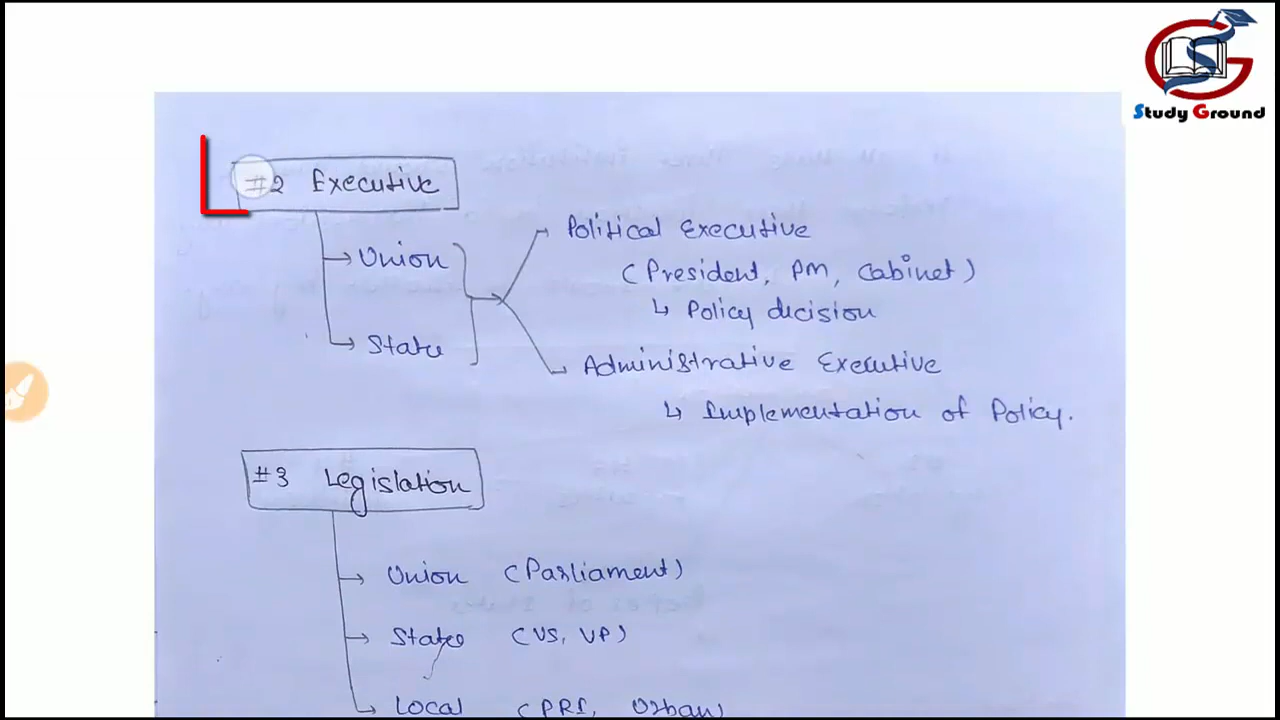 Study Ground
#2 Executive
Union
State
Political Executive
(President, PM, Cabinet)
↳ Policy decision
Administrative Executive
↳ Implementation of Policy.
#3 Legislation
Union (Parliament)
State (VS, VP)
Local (PRI, Urban)